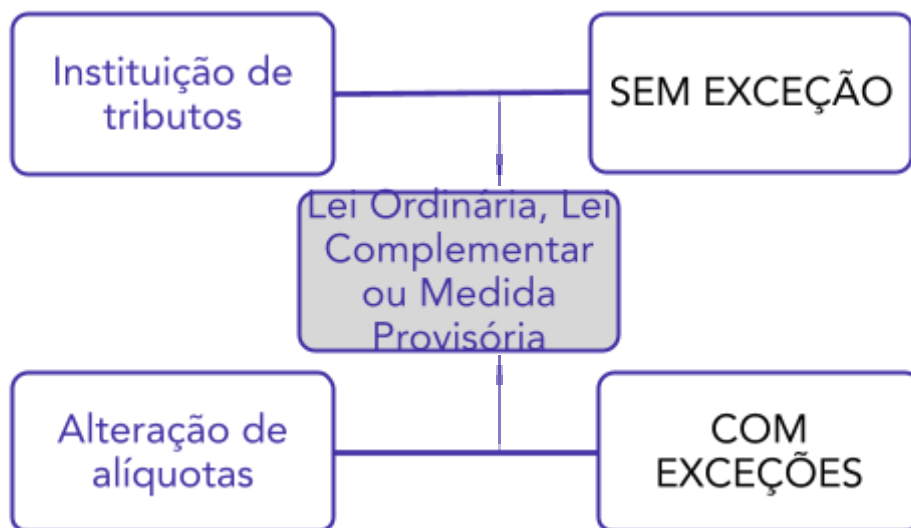 Instituição de
tributos
SEM EXCEÇÃO
Lei Ordinária, Lei
Complementar
ou Medida
Provisória
Alteração de
alíquotas
COM
EXCEÇÕES